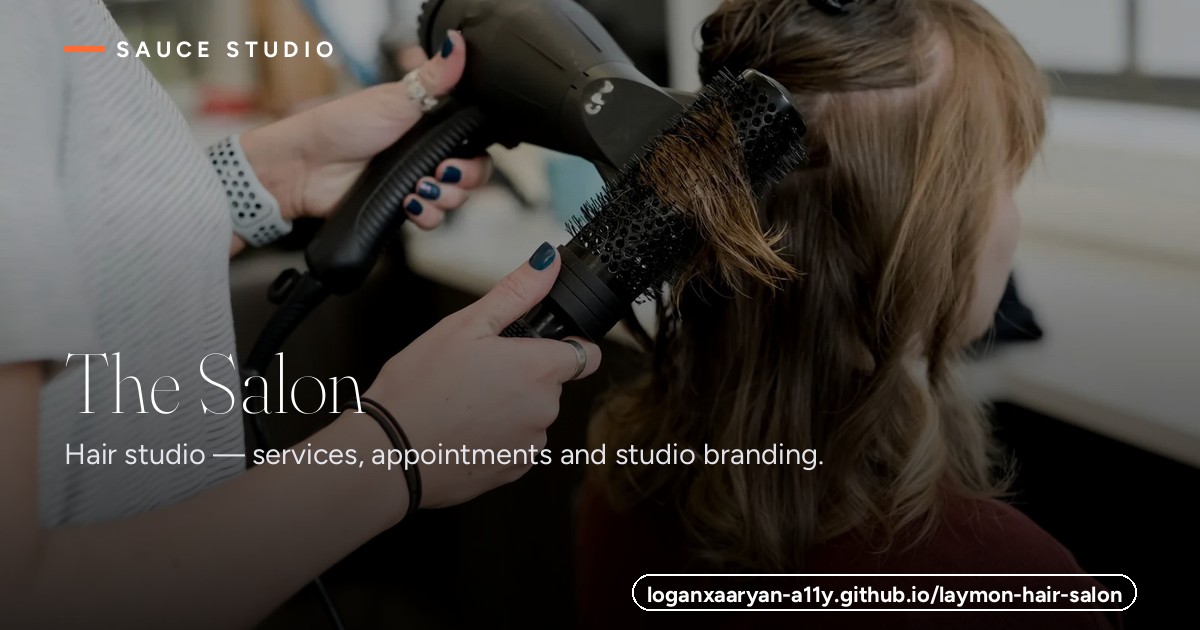 SAUCE STUDIO
The Salon
Hair studio — services, appointments and studio branding.
loganxaaryan-a11y.github.io/laymon-hair-salon